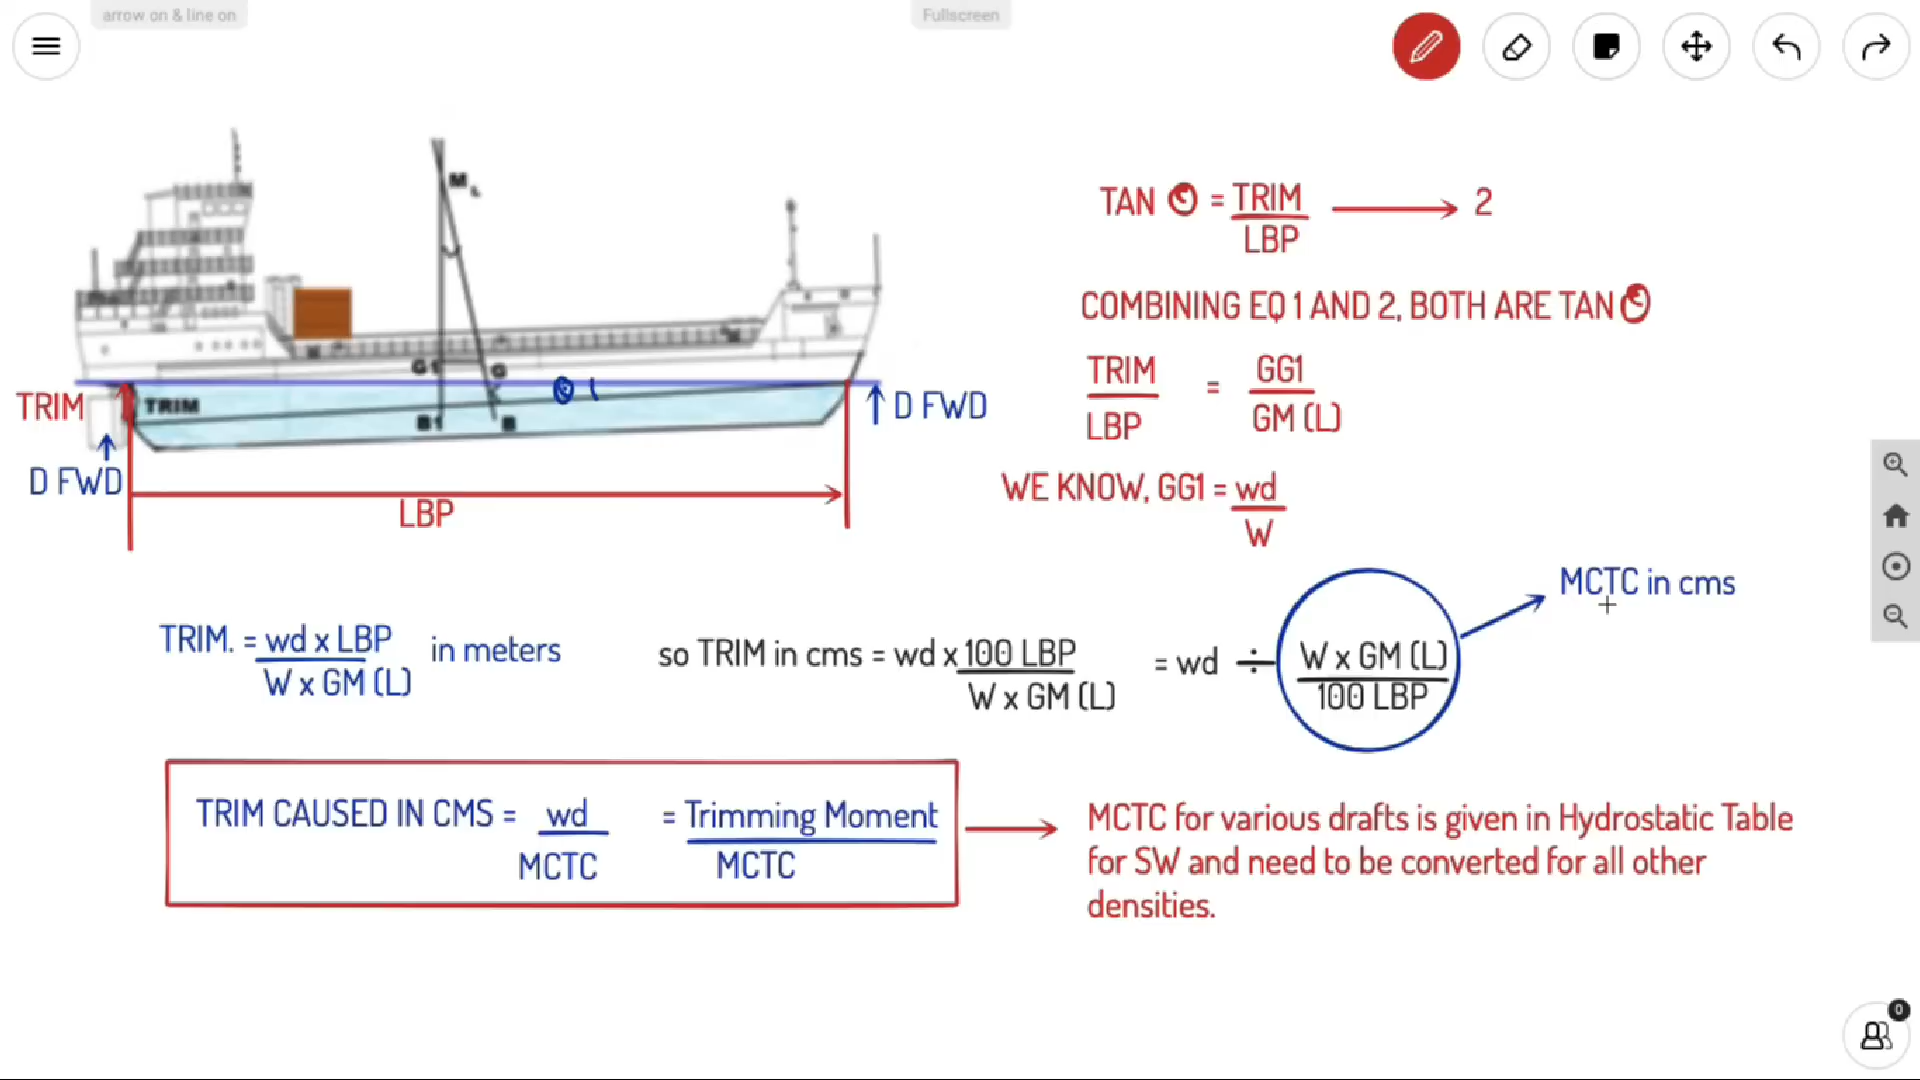 arrow on & line on
Fullscreen
M L
TAN = TRIM 2
LBP
COMBINING EQ 1 AND 2, BOTH ARE TAN
TRIM = GG1
LBP GM (L)
G1 G
TRIM TRIM D FWD
B1 B
D FWD
LBP
WE KNOW, GG1 = wd
W
MCTC in cms
TRIM. = wd x LBP in meters
W x GM (L)
so TRIM in cms = wd x 100 LBP
W x GM (L)
= wd ÷ W x GM (L)
100 LBP
TRIM CAUSED IN CMS = wd = Trimming Moment
MCTC MCTC
MCTC for various drafts is given in Hydrostatic Table
for SW and need to be converted for all other
densities.
0